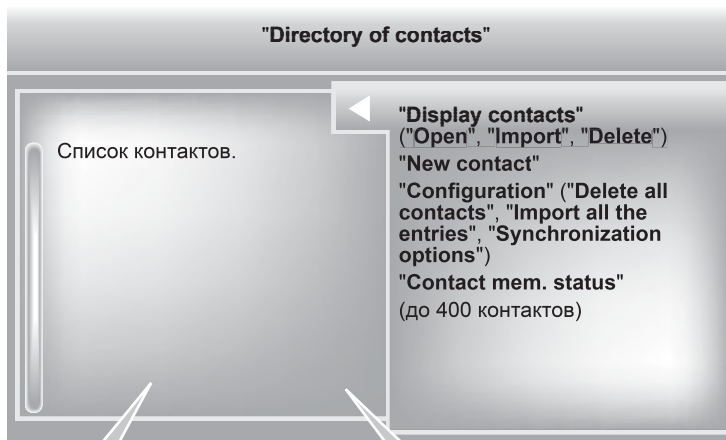 "Directory of contacts"
Список контактов.
"Display contacts"
("Open", "Import", "Delete")
"New contact"
"Configuration" ("Delete all
contacts", "Import all the
entries", "Synchronization
options")
"Contact mem. status"
(до 400 контактов)